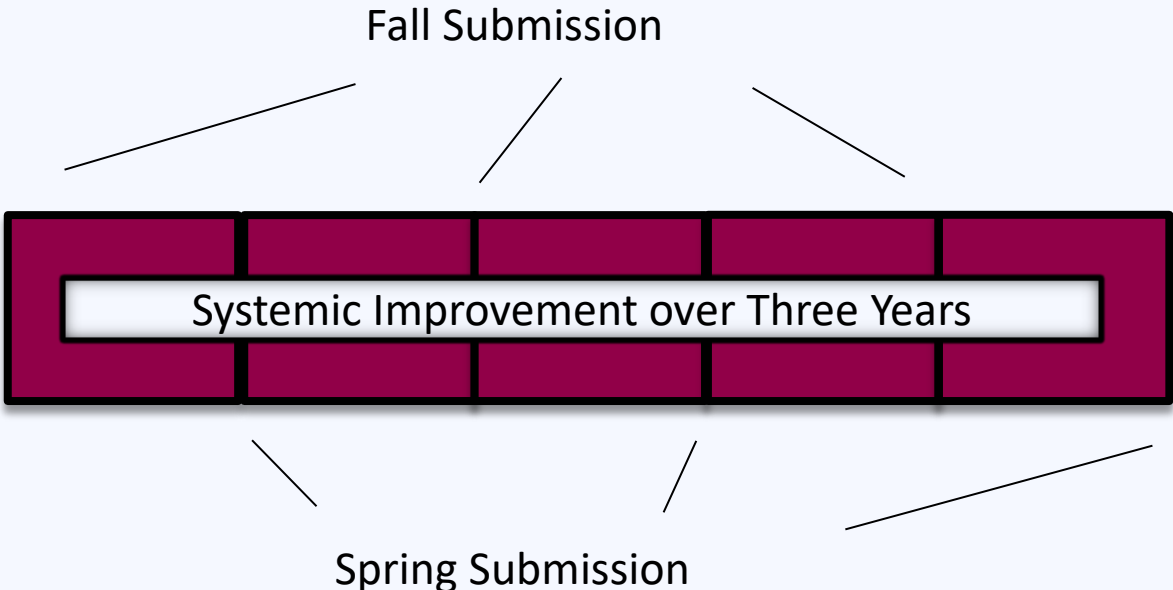 Fall Submission
Systemic Improvement over Three Years
Spring Submission